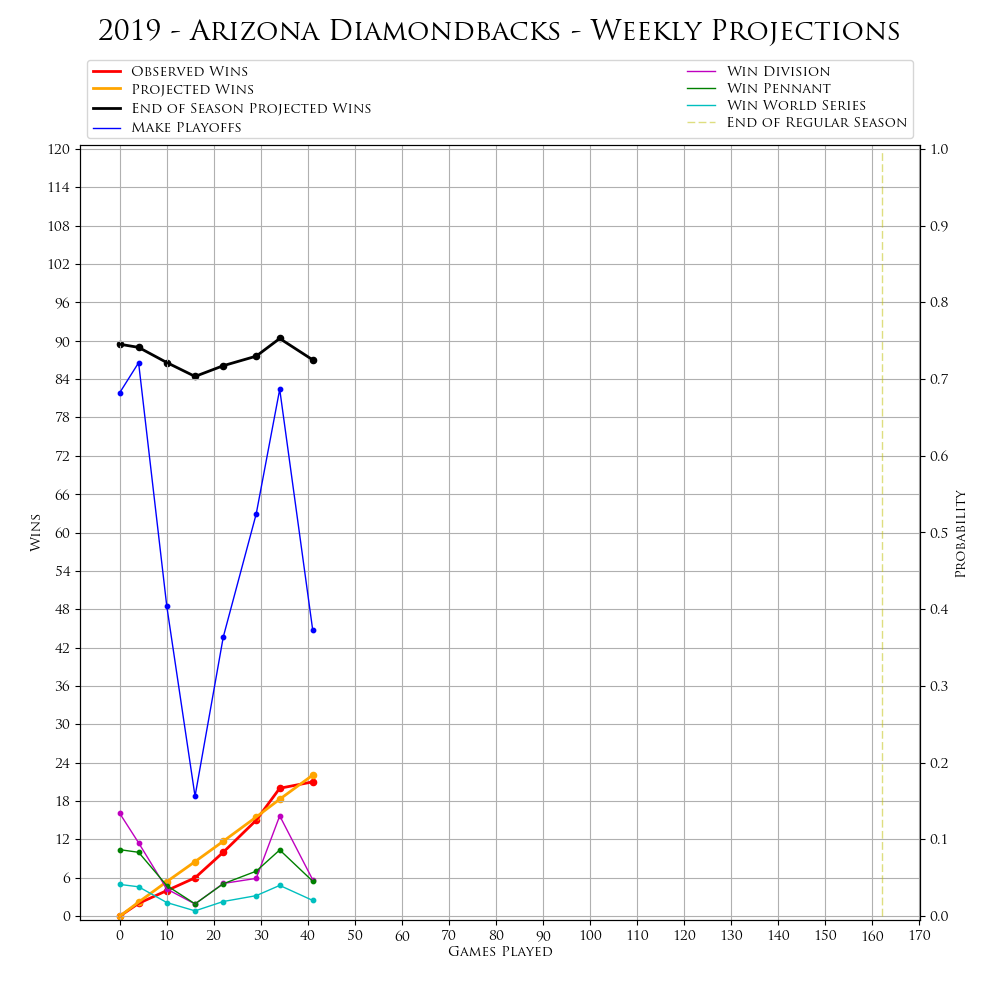 2019 - Arizona Diamondbacks - Weekly Projections
Observed Wins
Projected Wins
End of Season Projected Wins
Make Playoffs
Win Division
Win Pennant
Win World Series
End of Regular Season
120
114
108
102
96
90
84
78
72
66
60
54
48
42
36
30
24
18
12
6
0
Wins
1.0
0.9
0.8
0.7
0.6
0.5
0.4
0.3
0.2
0.1
0.0
Probability
0 10 20 30 40 50 60 70 80 90 100 110 120 130 140 150 160 170
Games Played